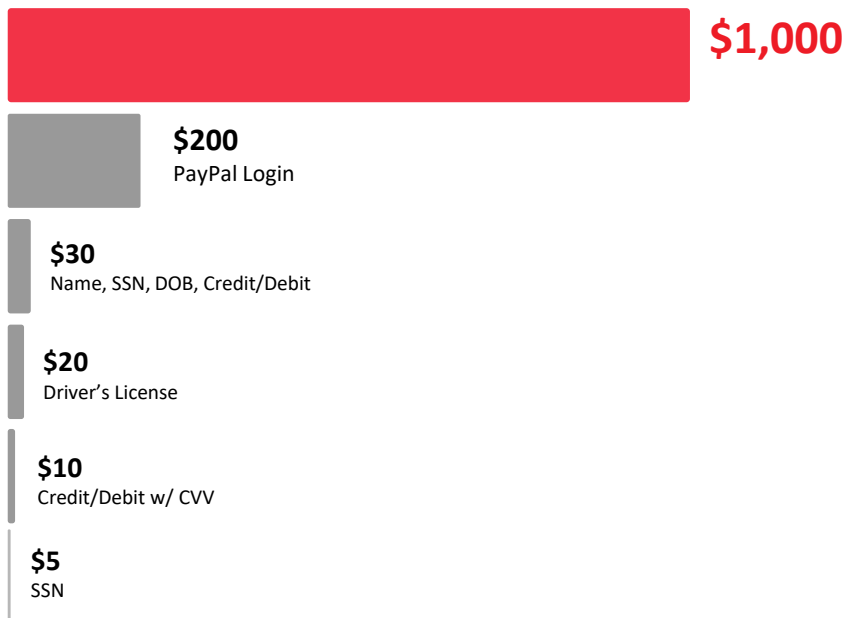 $1,000
$200
PayPal Login
$30
Name, SSN, DOB, Credit/Debit
$20
Driver’s License
$10
Credit/Debit w/ CVV
$5
SSN